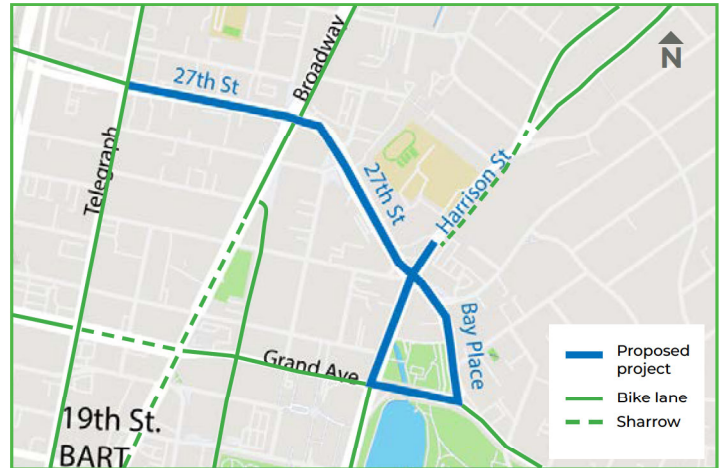 27th St
Broadway
N
Telegraph
27th St
Harrison St
Bay Place
Grand Ave
19th St.
BART
Proposed
project
Bike lane
Sharrow